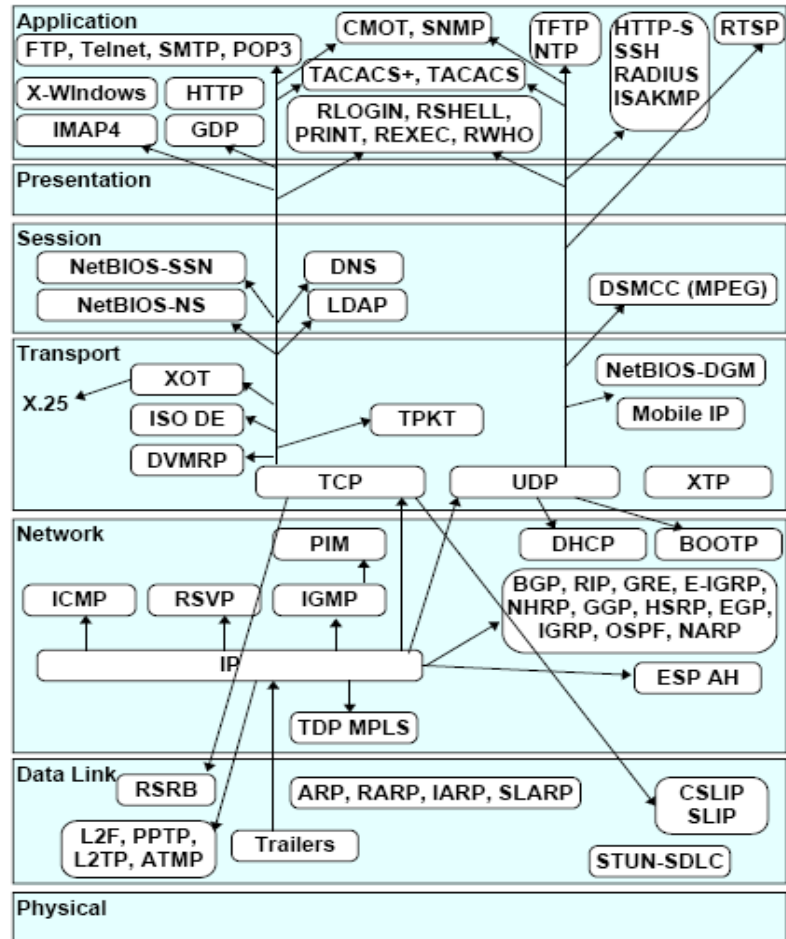 Application
FTP, Telnet, SMTP, POP3
CMOT, SNMP
TFTP
NTP
HTTP-S
SSH
RADIUS
ISAKMP
RTSP
TACACS+, TACACS
X-WIndows
HTTP
IMAP4
GDP
RLOGIN, RSHELL,
PRINT, REXEC, RWHO
Presentation
Session
NetBIOS-SSN
DNS
NetBIOS-NS
LDAP
DSMCC (MPEG)
Transport
XOT
X.25
ISO DE
DVMRP
TPKT
NetBIOS-DGM
Mobile IP
TCP
UDP
XTP
Network
PIM
DHCP
BOOTP
ICMP
RSVP
IGMP
BGP, RIP, GRE, E-IGRP,
NHRP, GGP, HSRP, EGP,
IGRP, OSPF, NARP
IP
ESP AH
TDP MPLS
Data Link
RSRB
ARP, RARP, IARP, SLARP
CSLIP
SLIP
L2F, PPTP,
L2TP, ATMP
Trailers
STUN-SDLC
Physical